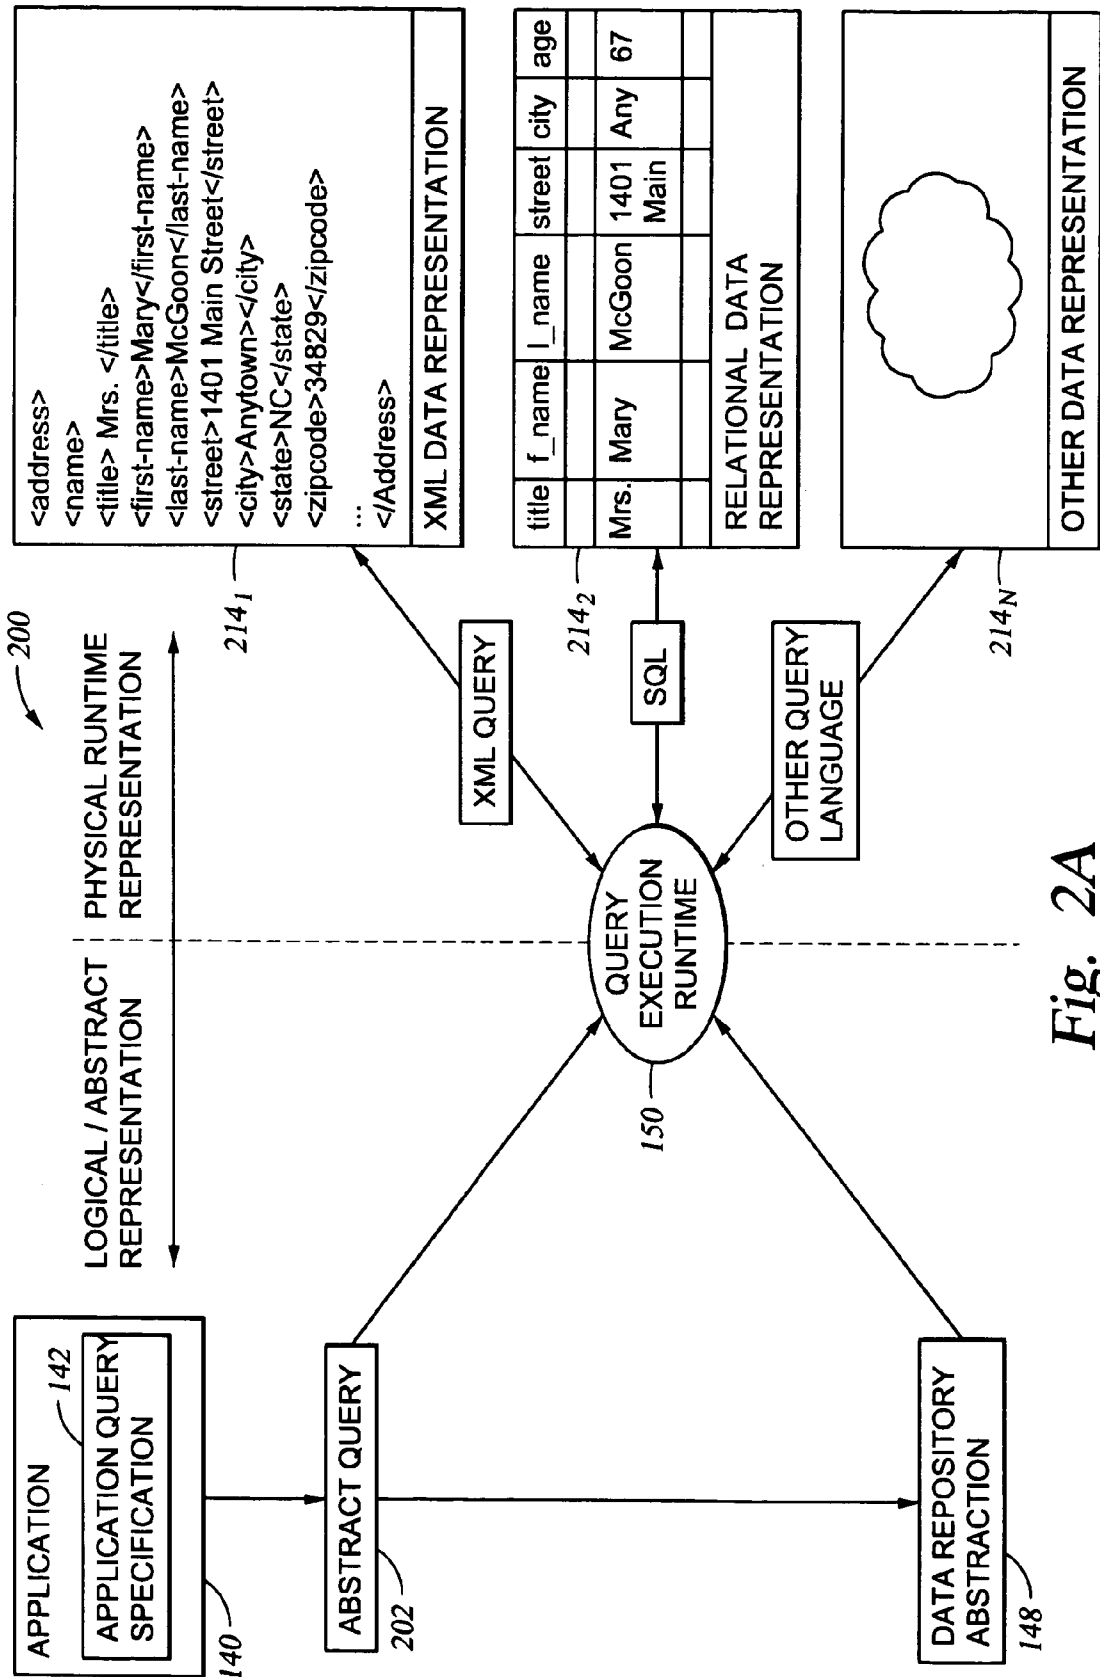 200
LOGICAL / ABSTRACT
REPRESENTATION
PHYSICAL RUNTIME
REPRESENTATION
APPLICATION
142
APPLICATION QUERY
SPECIFICATION
140
ABSTRACT QUERY
202
DATA REPOSITORY
ABSTRACTION
148
QUERY
EXECUTION
RUNTIME
150
XML QUERY
SQL
OTHER QUERY
LANGUAGE
<address>
<name>
<title> Mrs. </title>
<first-name>Mary</first-name>
<last-name>McGoon</last-name>
<street>1401 Main Street</street>
<city>Anytown></city>
<state>NC</state>
<zipcode>34829</zipcode>
...
</Address>
XML DATA REPRESENTATION
214₁
title f_name l_name street city age
Mrs. Mary McGoon 1401 Main Any 67
RELATIONAL DATA
REPRESENTATION
214₂
OTHER DATA REPRESENTATION
214N
Fig. 2A